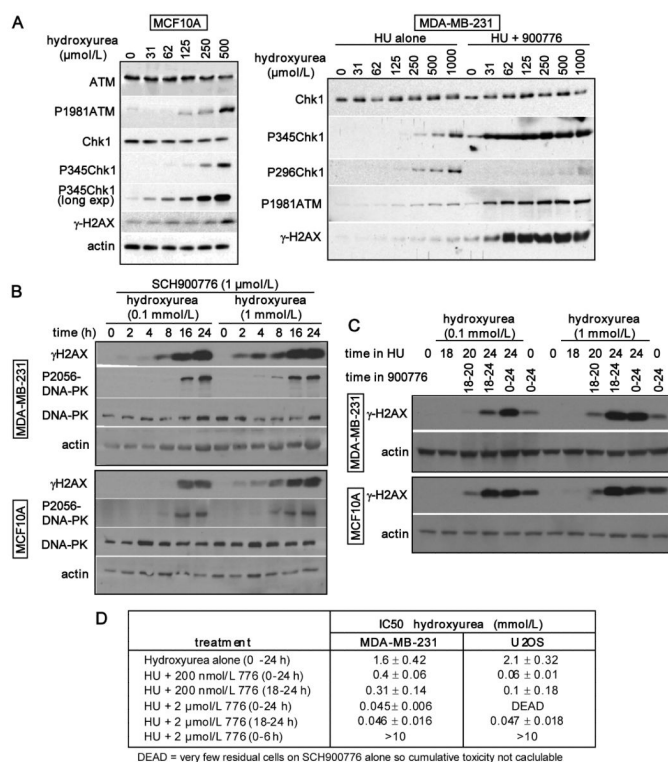 A
MCF10A
hydroxyurea
(µmol/L)
0 31 62 125 250 500
ATM
P1981ATM
Chk1
P345Chk1
P345Chk1
(long exp)
γ-H2AX
actin
MDA-MB-231
HU alone HU + 900776
hydroxyurea
(µmol/L)
0 31 62 125 250 500 1000 0 31 62 125 250 500 1000
Chk1
P345Chk1
P296Chk1
P1981ATM
γ-H2AX
B
SCH900776 (1 µmol/L)
hydroxyurea hydroxyurea
(0.1 mmol/L) (1 mmol/L)
time (h) 0 2 4 8 16 24 0 2 4 8 16 24
MDA-MB-231
γH2AX
P2056-
DNA-PK
DNA-PK
actin
MCF10A
γH2AX
P2056-
DNA-PK
DNA-PK
actin
C
hydroxyurea hydroxyurea
(0.1 mmol/L) (1 mmol/L)
time in HU 0 18 20 24 24 0 0 18 20 24 24 0
time in 900776 18-20 18-24 0-24 0-24 18-20 18-24 0-24 0-24
MDA-MB-231
γ-H2AX
actin
MCF10A
γ-H2AX
actin
D
IC50 hydroxyurea (mmol/L)
treatment MDA-MB-231 U2OS
Hydroxyurea alone (0 -24 h) 1.6 ± 0.42 2.1 ± 0.32
HU + 200 nmol/L 776 (0-24 h) 0.4 ± 0.06 0.06 ± 0.01
HU + 200 nmol/L 776 (18-24 h) 0.31 ± 0.14 0.1 ± 0.18
HU + 2 µmol/L 776 (0-24 h) 0.045± 0.006 DEAD
HU + 2 µmol/L 776 (18-24 h) 0.046 ± 0.016 0.047 ± 0.018
HU + 2 µmol/L 776 (0-6 h) >10 >10
DEAD = very few residual cells on SCH900776 alone so cumulative toxicity not caclulable